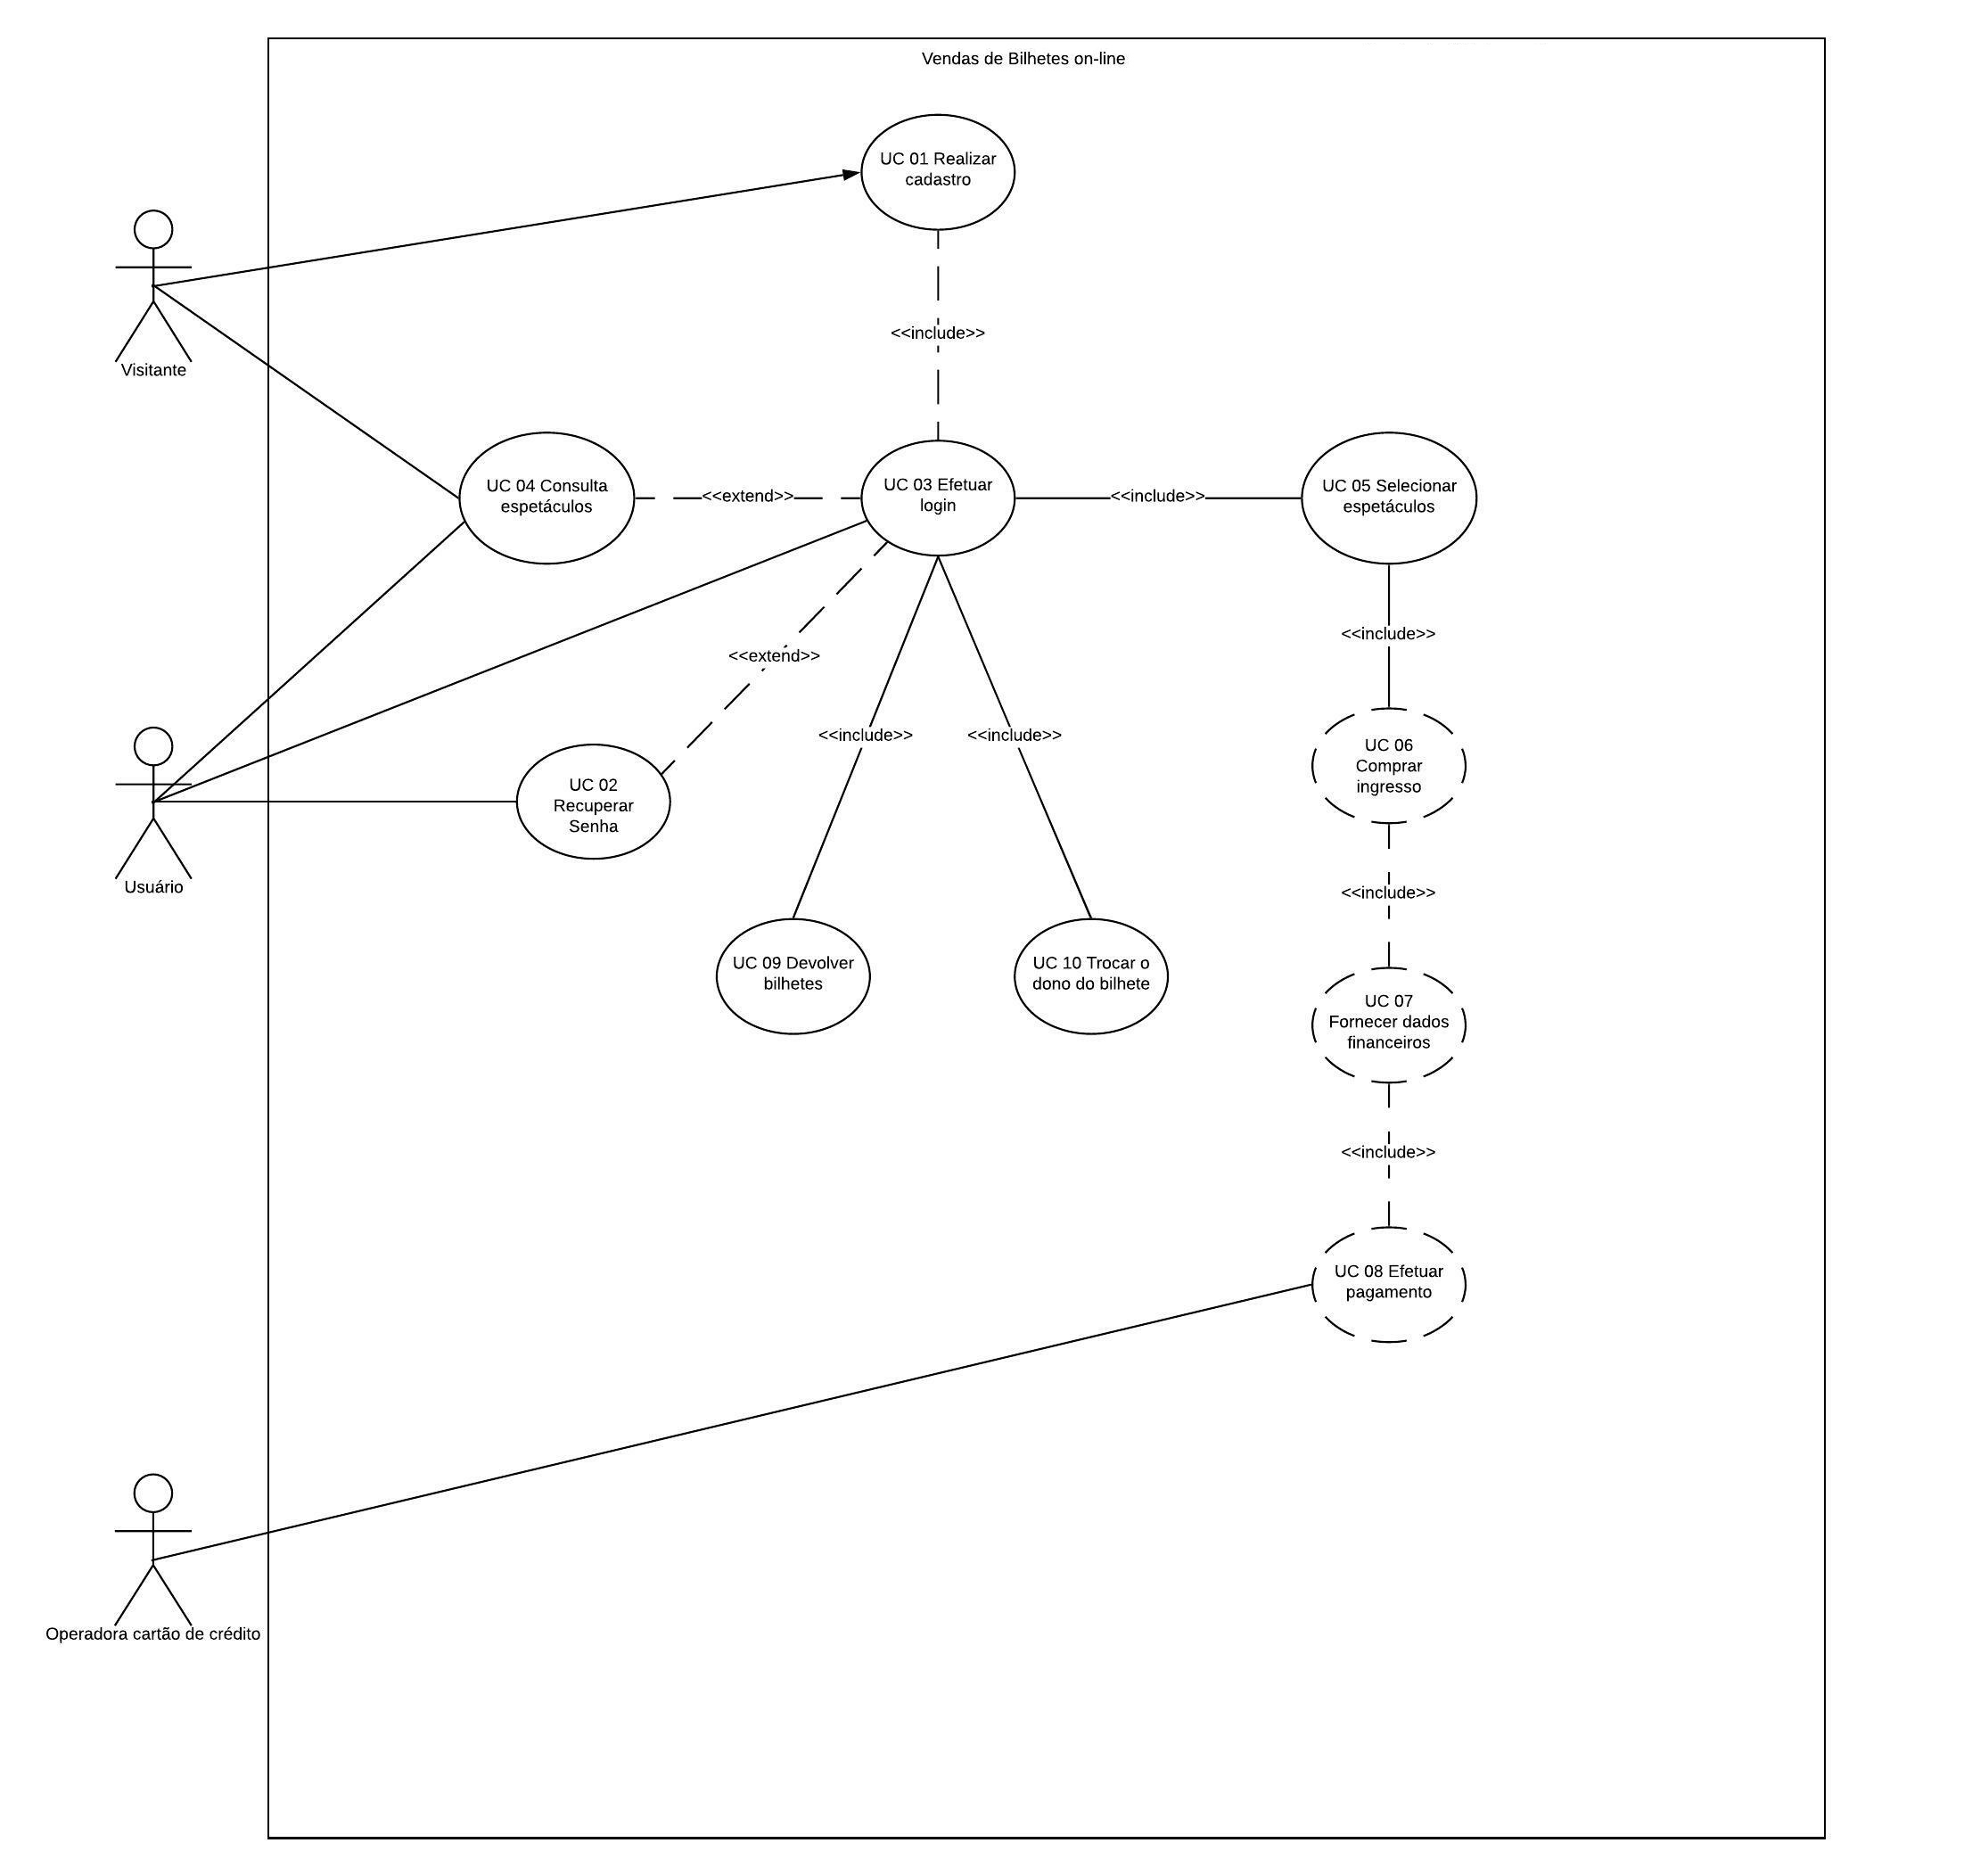 Vendas de Bilhetes on-line
UC 01 Realizar
cadastro
Visitante
<<include>>
UC 04 Consulta
espetáculos
<<extend>>
UC 03 Efetuar
login
<<include>>
UC 05 Selecionar
espetáculos
<<include>>
<<extend>>
<<include>>
<<include>>
UC 06
Comprar
ingresso
UC 02
Recuperar
Senha
Usuário
<<include>>
UC 09 Devolver
bilhetes
UC 10 Trocar o
dono do bilhete
UC 07
Fornecer dados
financeiros
<<include>>
UC 08 Efetuar
pagamento
Operadora cartão de crédito